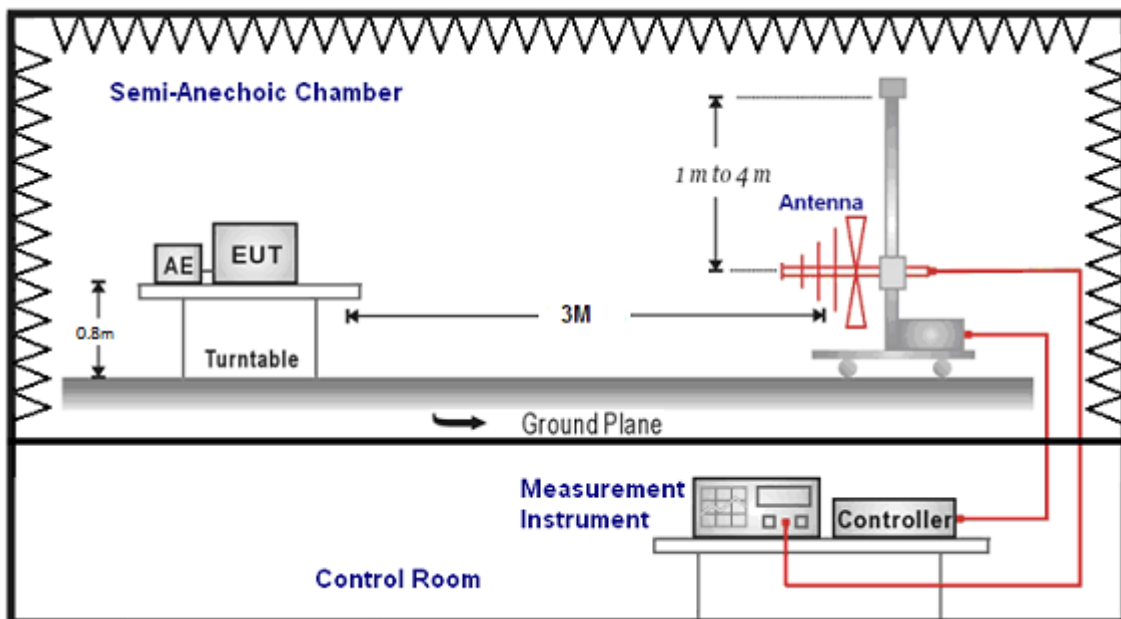 Semi-Anechoic Chamber
1 m to 4 m
Antenna
AE
EUT
0.8m
3M
Turntable
Ground Plane
Measurement
Instrument
Controller
Control Room